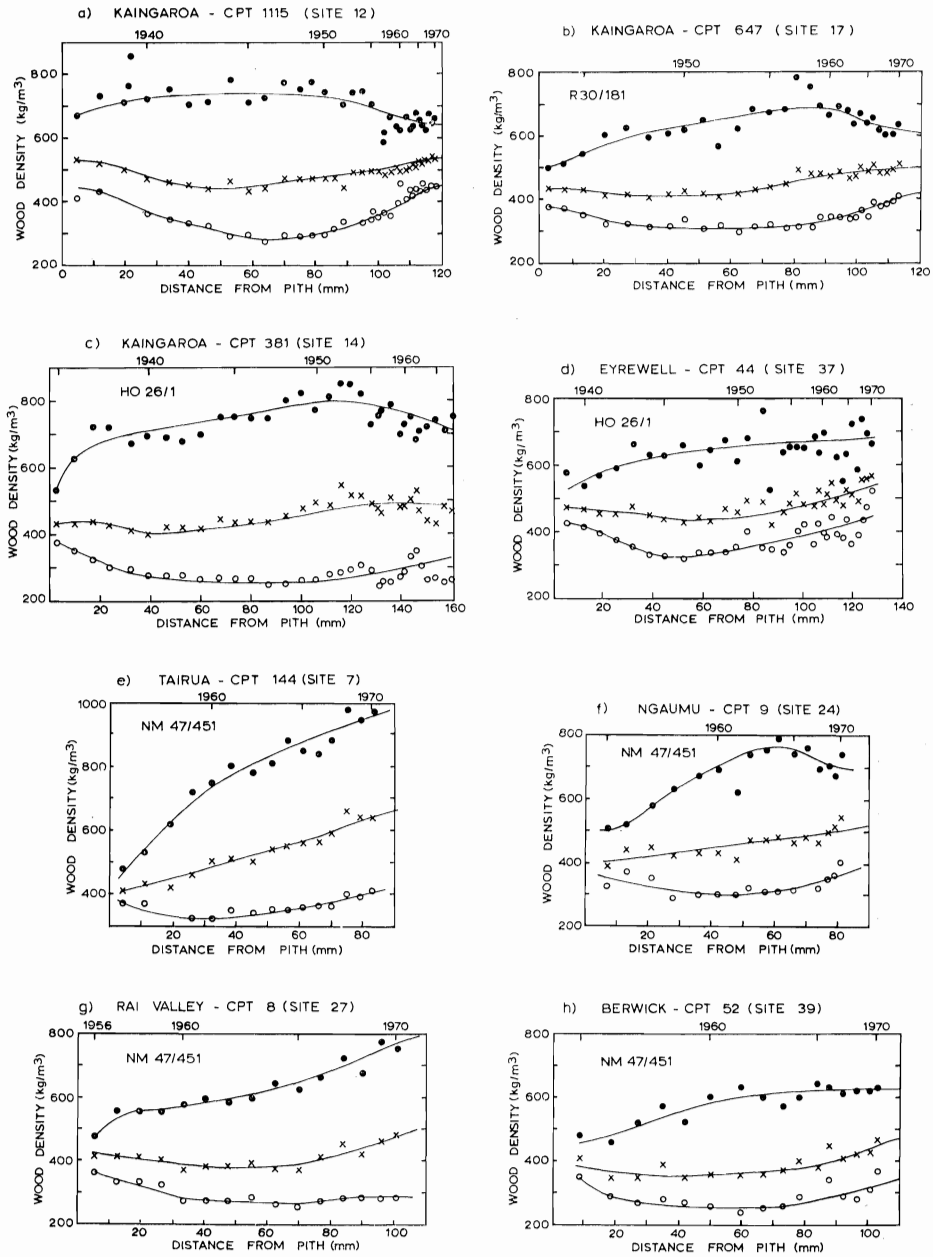 a) KAINGAROA - CPT 1115 (SITE 12)
1940 1950 1960 1970
800
600
400
200
WOOD DENSITY (kg/m³)
0 20 40 60 80 100 120
DISTANCE FROM PITH (mm)
b) KAINGAROA - CPT 647 (SITE 17)
1950 1960 1970
R30/181
800
600
400
200
WOOD DENSITY (kg/m³)
0 20 40 60 80 100 120
DISTANCE FROM PITH (mm)
c) KAINGAROA - CPT 381 (SITE 14)
1940 1950 1960
HO 26/1
800
600
400
200
WOOD DENSITY (kg/m³)
20 40 60 80 100 120 140 160
DISTANCE FROM PITH (mm)
d) EYREWELL - CPT 44 (SITE 37)
1940 1950 1960 1970
HO 26/1
800
600
400
200
WOOD DENSITY (kg/m³)
20 40 60 80 100 120 140
DISTANCE FROM PITH (mm)
e) TAIRUA - CPT 144 (SITE 7)
1960 1970
NM 47/451
1000
800
600
400
WOOD DENSITY (kg/m³)
20 40 60 80
DISTANCE FROM PITH (mm)
f) NGAUMU - CPT 9 (SITE 24)
1960 1970
NM 47/451
800
600
400
200
WOOD DENSITY (kg/m³)
20 40 60 80
DISTANCE FROM PITH (mm)
g) RAI VALLEY - CPT 8 (SITE 27)
1956 1960 1970
NM 47/451
800
600
400
200
WOOD DENSITY (kg/m³)
20 40 60 80 100
DISTANCE FROM PITH (mm)
h) BERWICK - CPT 52 (SITE 39)
1960 1970
NM 47/451
800
600
400
200
WOOD DENSITY (kg/m³)
20 40 60 80 100
DISTANCE FROM PITH (mm)